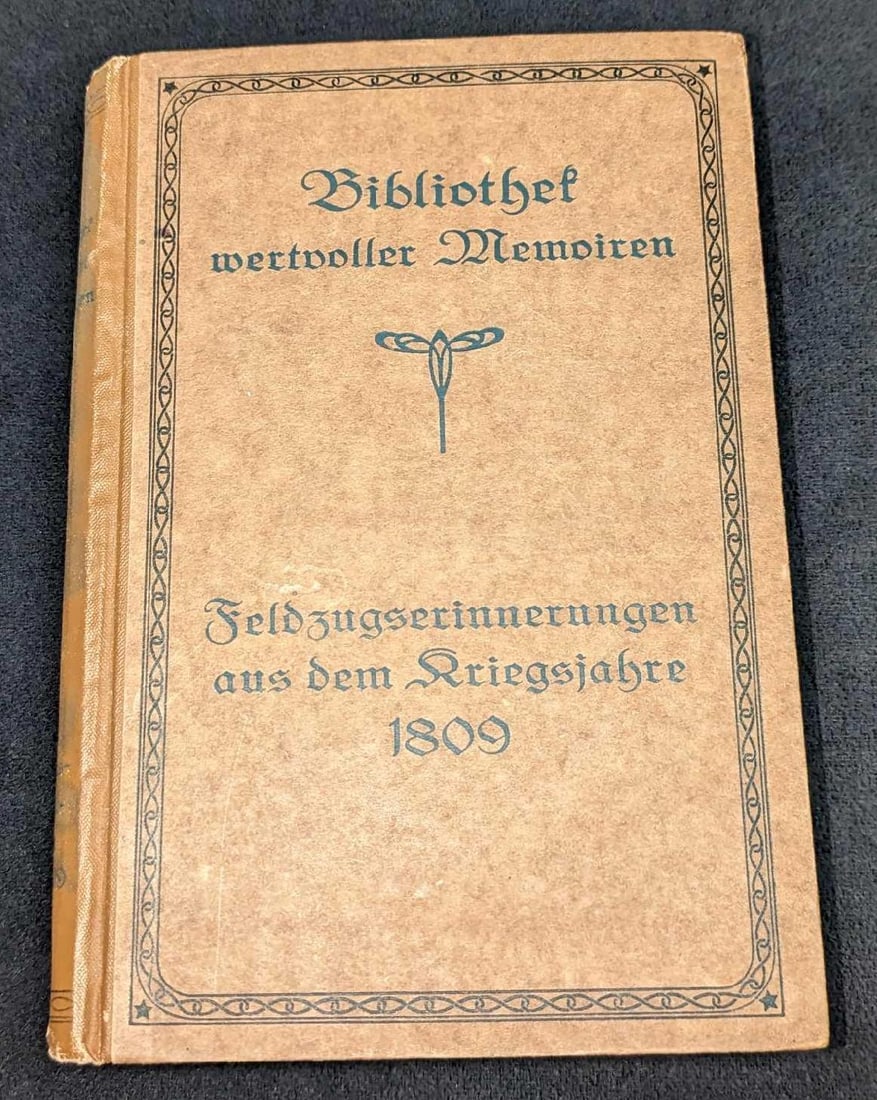 Bibliothek
wertvoller Memoiren
Feldzugserinnerungen
aus dem Kriegsjahre
1809